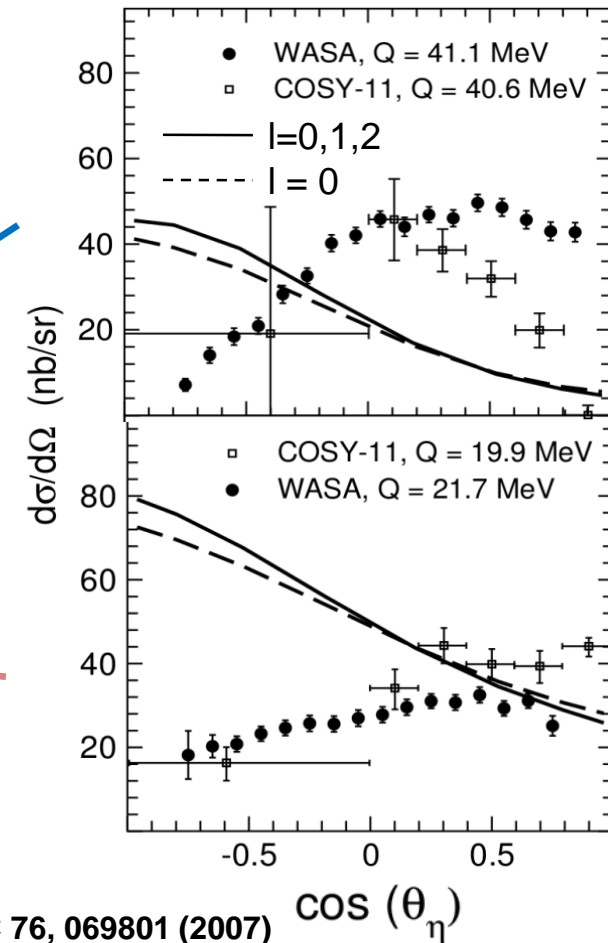 80
60
40
20
WASA, Q = 41.1 MeV
COSY-11, Q = 40.6 MeV
l=0,1,2
l = 0
dσ/dΩ (nb/sr)
80
60
40
20
COSY-11, Q = 19.9 MeV
WASA, Q = 21.7 MeV
-0.5 0 0.5
cos (θη)
76, 069801 (2007)